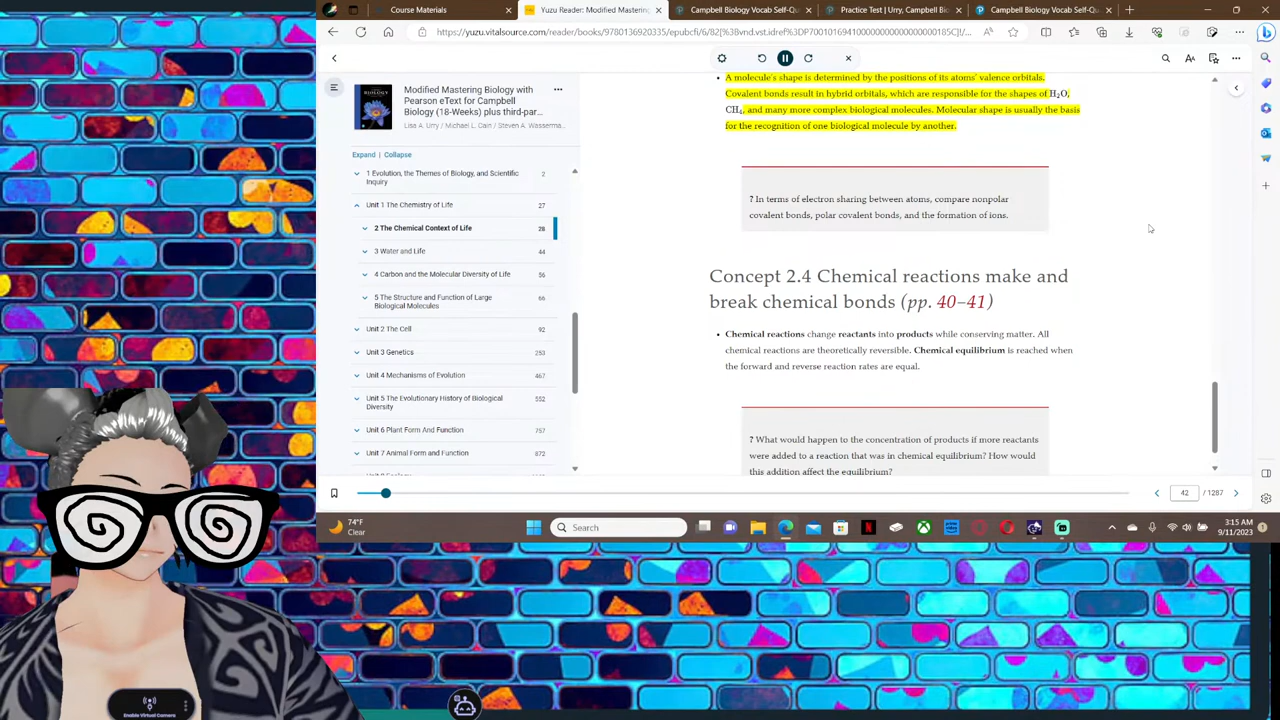 Course Materials
Yuzu Reader: Modified Mastering
Campbell Biology Vocab Self-Qu
Practice Test | Ury, Campbell Bi
Campbell Biology Vocab Self-Qu
https://yuzu.vitalsource.com/reader/books/9780136920335/epubcfi/6/82[%3Bvnd.vst.idref%3DP7001016941000000000000000000185C]!/...
Modified Mastering Biology with
Pearson eText for Campbell
Biology (18-Weeks) plus third-par...
Lisa A. Urry / Michael L. Cain / Steven A. Wasserma...
Expand | Collapse
1 Evolution, the Themes of Biology, and Scientific Inquiry 2
Unit 1 The Chemistry of Life 27
2 The Chemical Context of Life 28
3 Water and Life 44
4 Carbon and the Molecular Diversity of Life 56
5 The Structure and Function of Large Biological Molecules 66
Unit 2 The Cell 92
Unit 3 Genetics 253
Unit 4 Mechanisms of Evolution 467
Unit 5 The Evolutionary History of Biological Diversity 552
Unit 6 Plant Form And Function 757
Unit 7 Animal Form and Function 872
• A molecule's shape is determined by the positions of its atoms' valence orbitals.
Covalent bonds result in hybrid orbitals, which are responsible for the shapes of H₂O,
CH₄, and many more complex biological molecules. Molecular shape is usually the basis
for the recognition of one biological molecule by another.
? In terms of electron sharing between atoms, compare nonpolar
covalent bonds, polar covalent bonds, and the formation of ions.
Concept 2.4 Chemical reactions make and
break chemical bonds (pp. 40–41)
• Chemical reactions change reactants into products while conserving matter. All
chemical reactions are theoretically reversible. Chemical equilibrium is reached when
the forward and reverse reaction rates are equal.
? What would happen to the concentration of products if more reactants
were added to a reaction that was in chemical equilibrium? How would
this addition affect the equilibrium?
42 / 1287
74°F
Clear
Search
3:15 AM
9/11/2023
Enable Virtual Camera